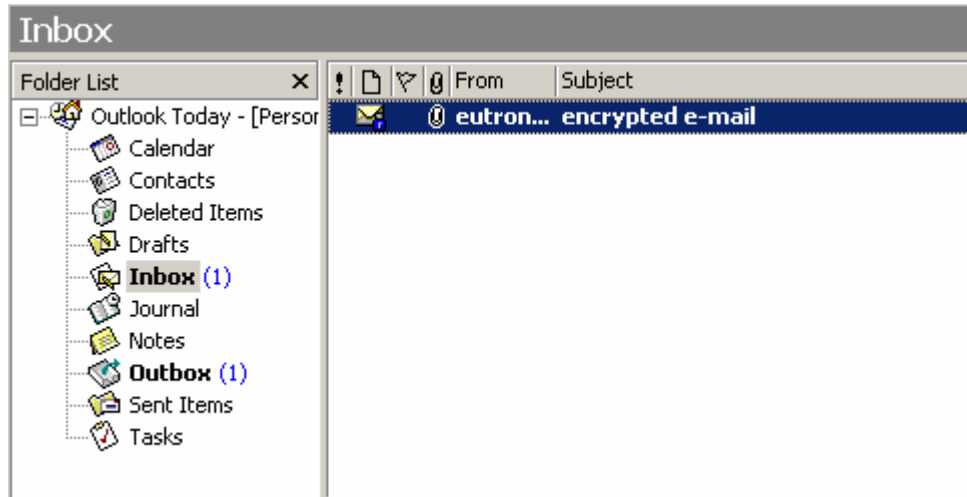 Inbox
Folder List
! From Subject
Outlook Today - [Person
eutron... encrypted e-mail
Calendar
Contacts
Deleted Items
Drafts
Inbox (1)
Journal
Notes
Outbox (1)
Sent Items
Tasks